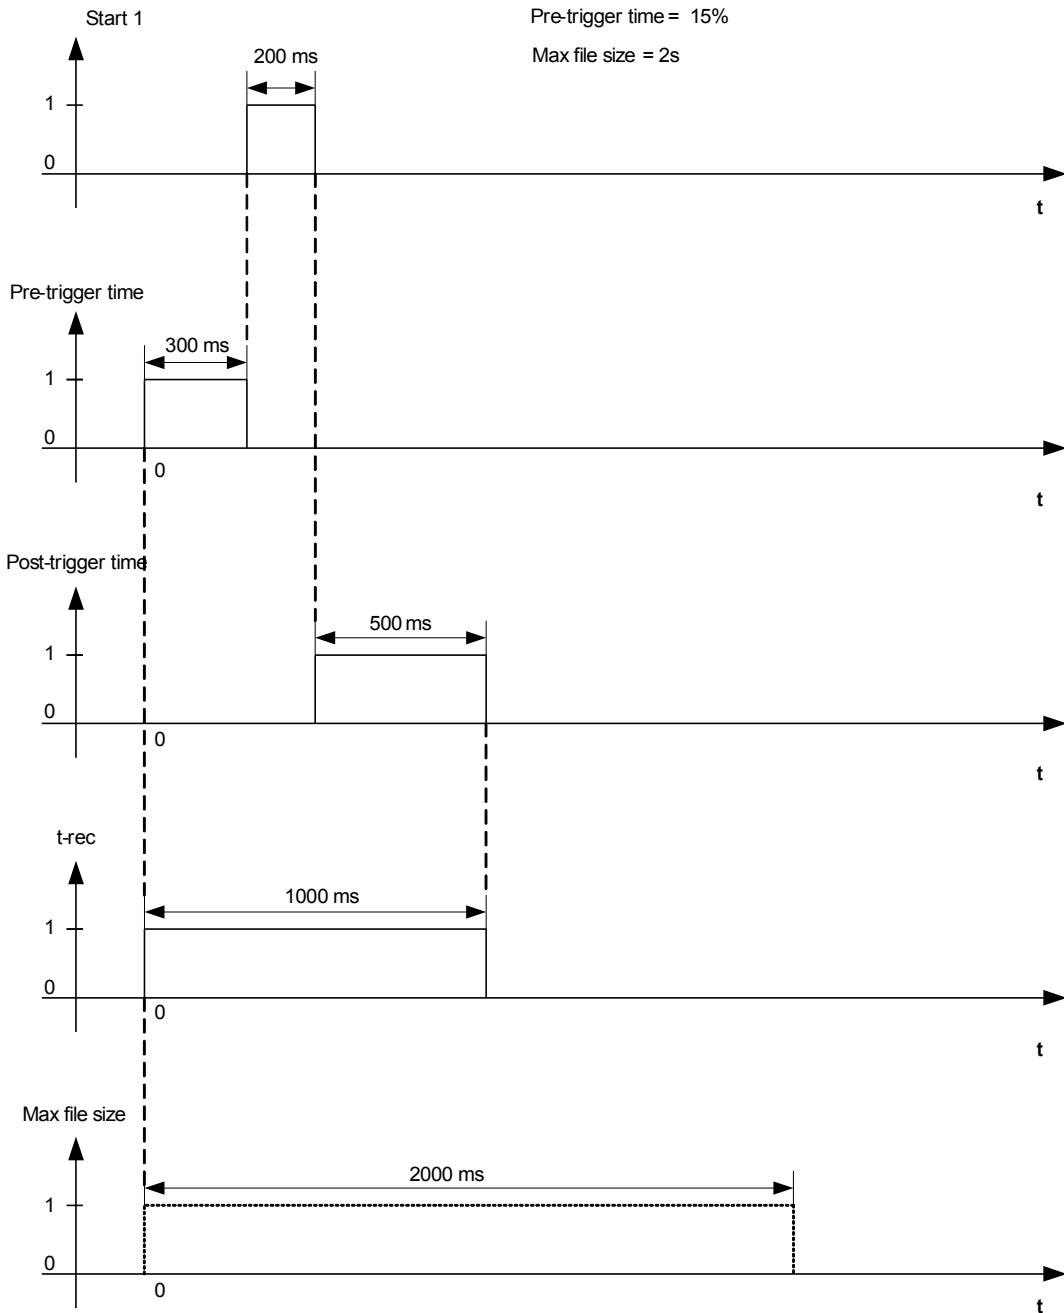 Start 1
Pre-trigger time = 15%
Max file size = 2s
200 ms
1
0
t
Pre-trigger time
300 ms
1
0
0
t
Post-trigger time
500 ms
1
0
0
t
t-rec
1000 ms
1
0
0
t
Max file size
2000 ms
1
0
0
t